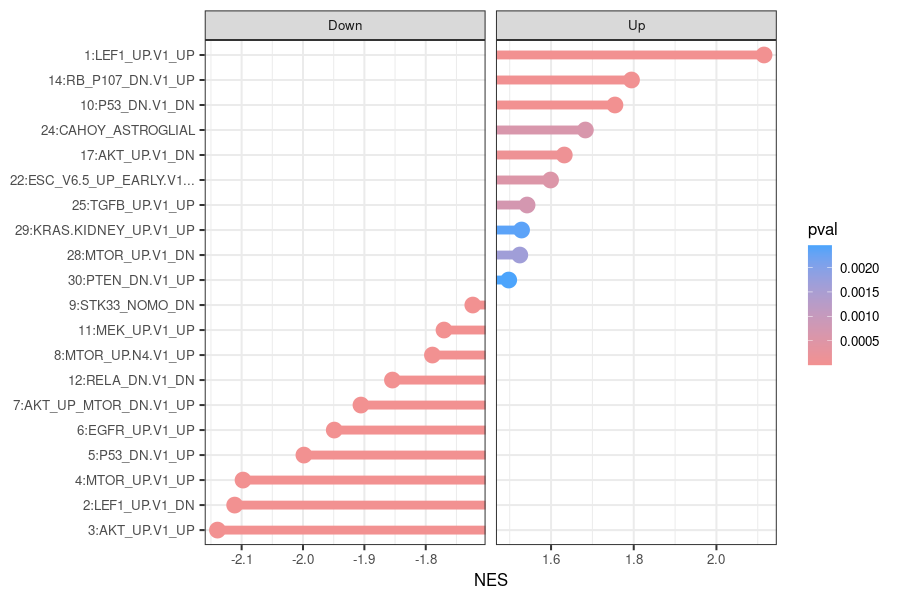 Down
Up
1:LEF1_UP.V1_UP
14:RB_P107_DN.V1_UP
10:P53_DN.V1_DN
24:CAHOY_ASTROGLIAL
17:AKT_UP.V1_DN
22:ESC_V6.5_UP_EARLY.V1...
25:TGFB_UP.V1_UP
29:KRAS.KIDNEY_UP.V1_UP
28:MTOR_UP.V1_DN
30:PTEN_DN.V1_UP
9:STK33_NOMO_DN
11:MEK_UP.V1_UP
8:MTOR_UP.N4.V1_UP
12:RELA_DN.V1_DN
7:AKT_UP_MTOR_DN.V1_UP
6:EGFR_UP.V1_UP
5:P53_DN.V1_UP
4:MTOR_UP.V1_UP
2:LEF1_UP.V1_DN
3:AKT_UP.V1_UP
-2.1 -2.0 -1.9 -1.8
1.6 1.8 2.0
NES
pval
0.0020
0.0015
0.0010
0.0005